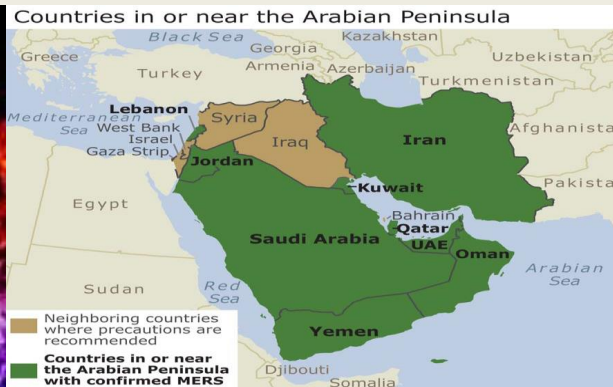 Countries in or near the Arabian Peninsula
Black Sea
Kazakhstan
Greece
Georgia
Uzbekistan
Turkey
Armenia
Azerbaijan
Turkmenistan
Lebanon
Syria
Mediterranean
Sea
West Bank
Israel
Gaza Strip
Iraq
Iran
Afghanista
Jordan
Kuwait
Pakista
Egypt
Bahrain
Qatar
Saudi Arabia
UAE
Oman
Arabian
Sea
Sudan
Red
Sea
Yemen
Neighboring countries
where precautions are
recommended
Countries in or near
the Arabian Peninsula
with confirmed MERS
Djibouti
Somalia